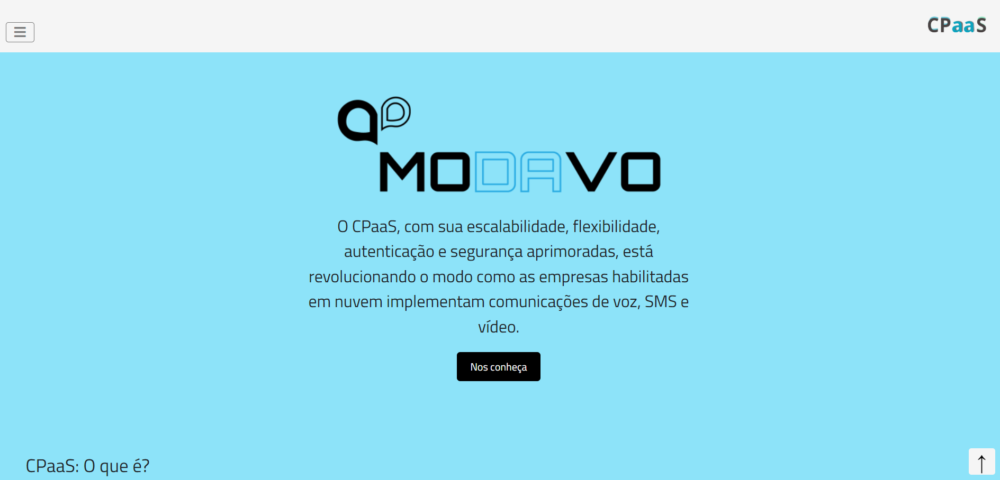 CPaaS
MODAVO
O CPaaS, com sua escalabilidade, flexibilidade,
autenticação e segurança aprimoradas, está
revolucionando o modo como as empresas habilitadas
em nuvem implementam comunicações de voz, SMS e
vídeo.
Nos conheça
CPaaS: O que é?